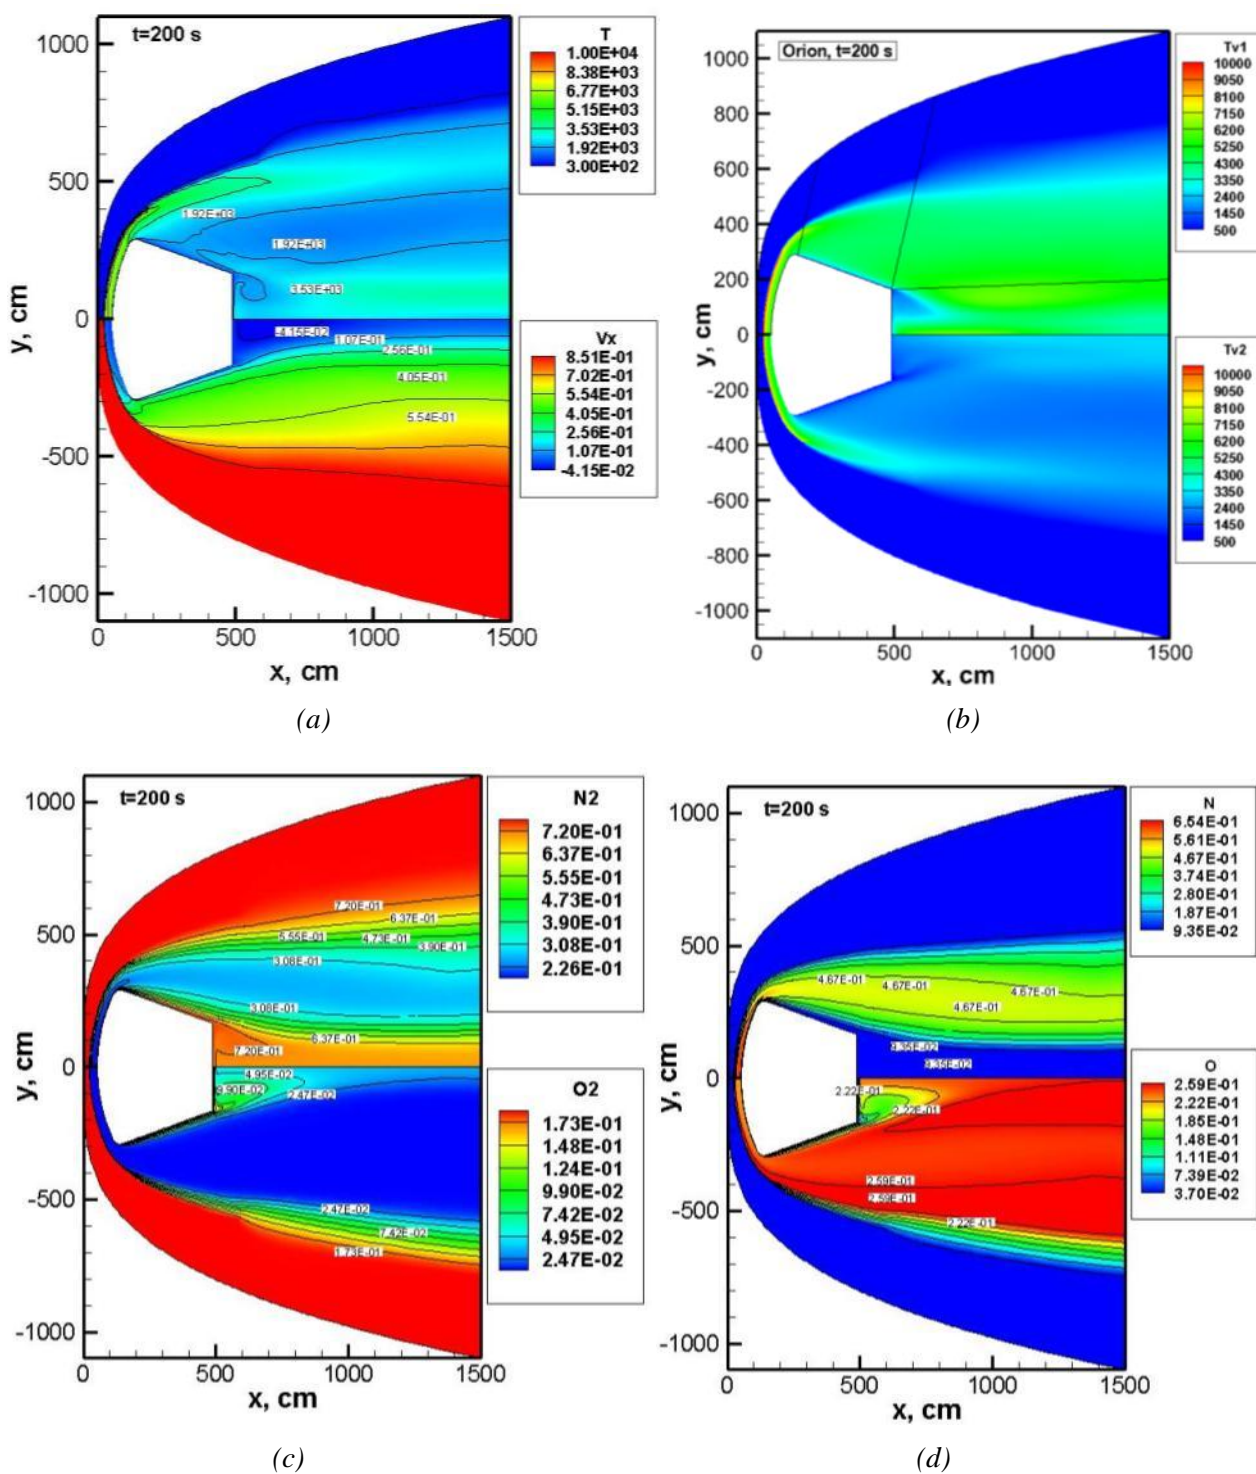 t=200 s
1000
500
0
-500
-1000
y, cm
0
500
1000
1500
x, cm
1.92E+03
1.92E+03
3.53E+03
-4.15E-02
1.07E-01
2.56E-01
4.05E-01
5.54E-01
T
1.00E+04
8.38E+03
6.77E+03
5.15E+03
3.53E+03
1.92E+03
3.00E+02
Vx
8.51E-01
7.02E-01
5.54E-01
4.05E-01
2.56E-01
1.07E-01
-4.15E-02
(a)
Orion, t=200 s
1000
800
600
400
200
0
-200
-400
-600
-800
-1000
y, cm
0
500
1000
1500
x, cm
Tv1
10000
9050
8100
7150
6200
5250
4300
3350
2400
1450
500
Tv2
10000
9050
8100
7150
6200
5250
4300
3350
2400
1450
500
(b)
t=200 s
1000
500
0
-500
-1000
y, cm
0
500
1000
1500
x, cm
7.20E-01
6.37E-01
5.55E-01
4.73E-01
3.90E-01
3.08E-01
3.08E-01
6.37E-01
7.20E-01
4.95E-02
9.90E-02
2.47E-02
2.47E-02
7.42E-02
1.73E-01
N2
7.20E-01
6.37E-01
5.55E-01
4.73E-01
3.90E-01
3.08E-01
2.26E-01
O2
1.73E-01
1.48E-01
1.24E-01
9.90E-02
7.42E-02
4.95E-02
2.47E-02
(c)
t=200 s
1000
500
0
-500
-1000
y, cm
0
500
1000
1500
x, cm
4.67E-01
4.67E-01
4.67E-01
4.67E-01
9.35E-02
9.35E-02
2.22E-01
2.22E-01
2.59E-01
2.59E-01
2.22E-01
N
6.54E-01
5.61E-01
4.67E-01
3.74E-01
2.80E-01
1.87E-01
9.35E-02
O
2.59E-01
2.22E-01
1.85E-01
1.48E-01
1.11E-01
7.39E-02
3.70E-02
(d)